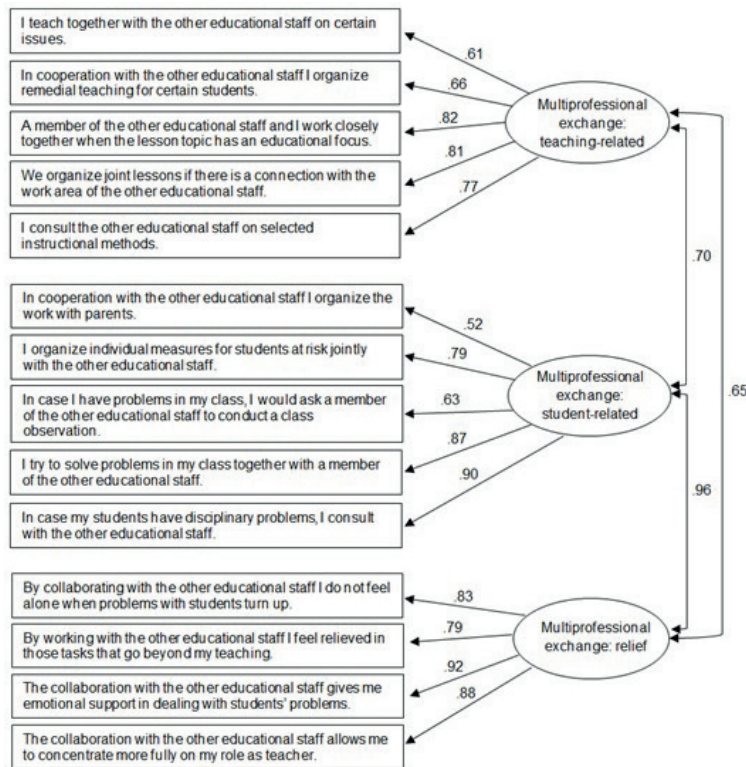 I teach together with the other educational staff on certain
issues.
.61
In cooperation with the other educational staff I organize
remedial teaching for certain students.
.66
A member of the other educational staff and I work closely
together when the lesson topic has an educational focus.
.82
We organize joint lessons if there is a connection with the
work area of the other educational staff.
.81
I consult the other educational staff on selected
instructional methods.
.77
Multiprofessional
exchange:
teaching-related
.70
In cooperation with the other educational staff I organize the
work with parents.
.52
I organize individual measures for students at risk jointly
with the other educational staff.
.79
In case I have problems in my class, I would ask a member
of the other educational staff to conduct a class
observation.
.63
I try to solve problems in my class together with a member
of the other educational staff.
.87
In case my students have disciplinary problems, I consult
with the other educational staff.
.90
Multiprofessional
exchange:
student-related
.65
.96
By collaborating with the other educational staff I do not feel
alone when problems with students turn up.
.83
By working with the other educational staff I feel relieved in
those tasks that go beyond my teaching.
.79
The collaboration with the other educational staff gives me
emotional support in dealing with students' problems.
.92
The collaboration with the other educational staff allows me
to concentrate more fully on my role as teacher.
.88
Multiprofessional
exchange: relief